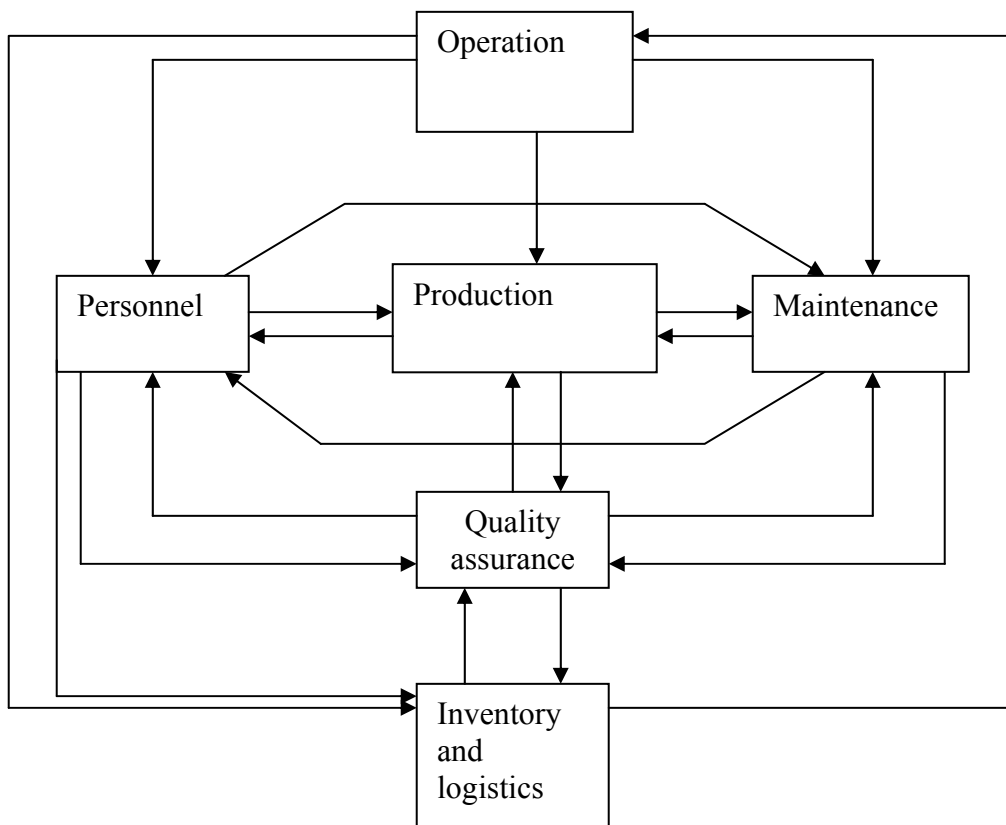 Operation
Personnel
Production
Maintenance
Quality
assurance
Inventory
and
logistics